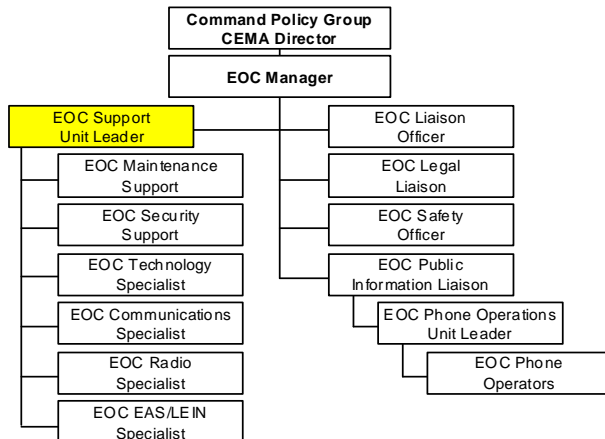 Command Policy Group
CEMA Director
EOC Manager
EOC Support
Unit Leader
EOC Maintenance
Support
EOC Security
Support
EOC Technology
Specialist
EOC Communications
Specialist
EOC Radio
Specialist
EOC EAS/LEIN
Specialist
EOC Liaison
Officer
EOC Legal
Liaison
EOC Safety
Officer
EOC Public
Information Liaison
EOC Phone Operations
Unit Leader
EOC Phone
Operators